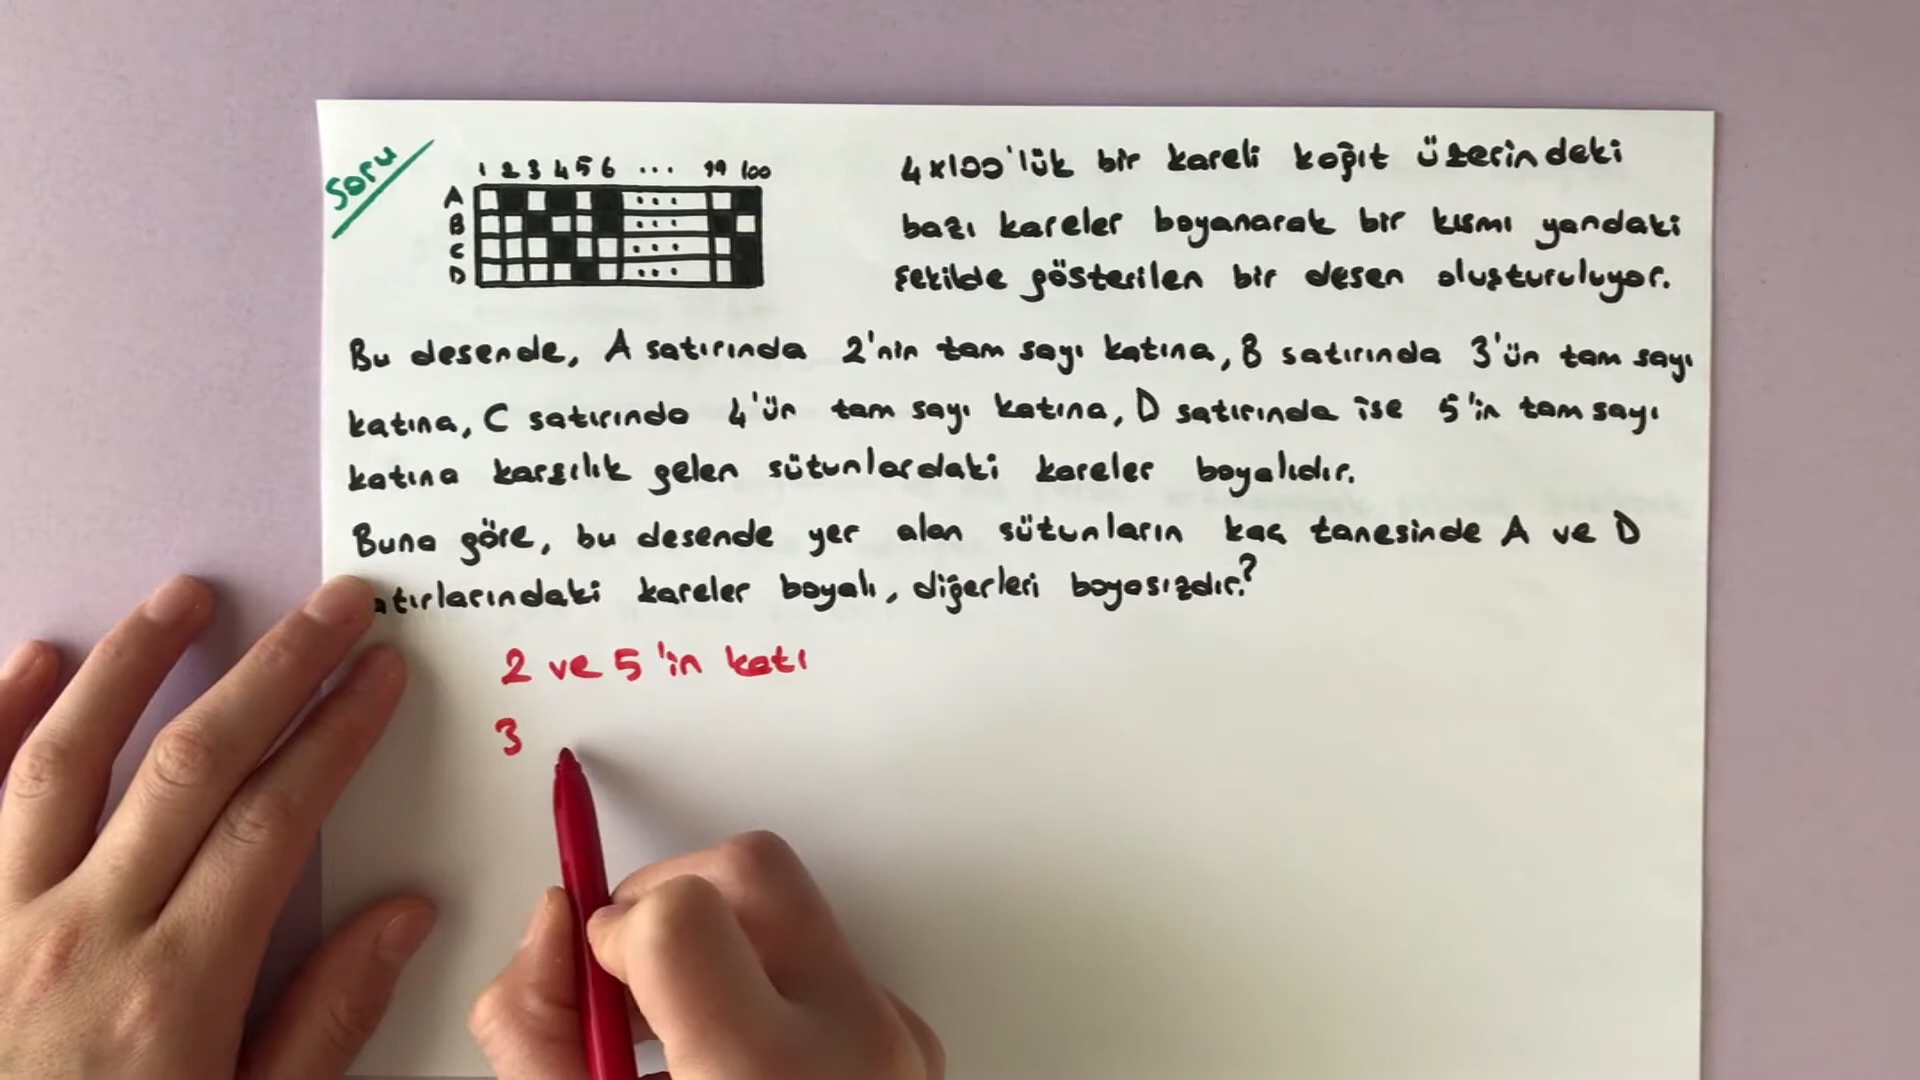 Soru
1 2 3 4 5 6 ... 99 100
A ...
B ...
C ...
D ...
4x100'lük bir kareli kağıt üzerindeki
bazı kareler boyanarak bir kısmı yandaki
şekilde gösterilen bir desen oluşturuluyor.
Bu desende, A satırında 2'nin tam sayı katına, B satırında 3'ün tam sayı
katına, C satırında 4'ün tam sayı katına, D satırında ise 5'in tam sayı
katına karşılık gelen sütunlardaki kareler boyalıdır.
Buna göre, bu desende yer alan sütunların kaç tanesinde A ve D
atırlarındaki kareler boyalı, diğerleri boyasızdır?
2 ve 5'in katı
3